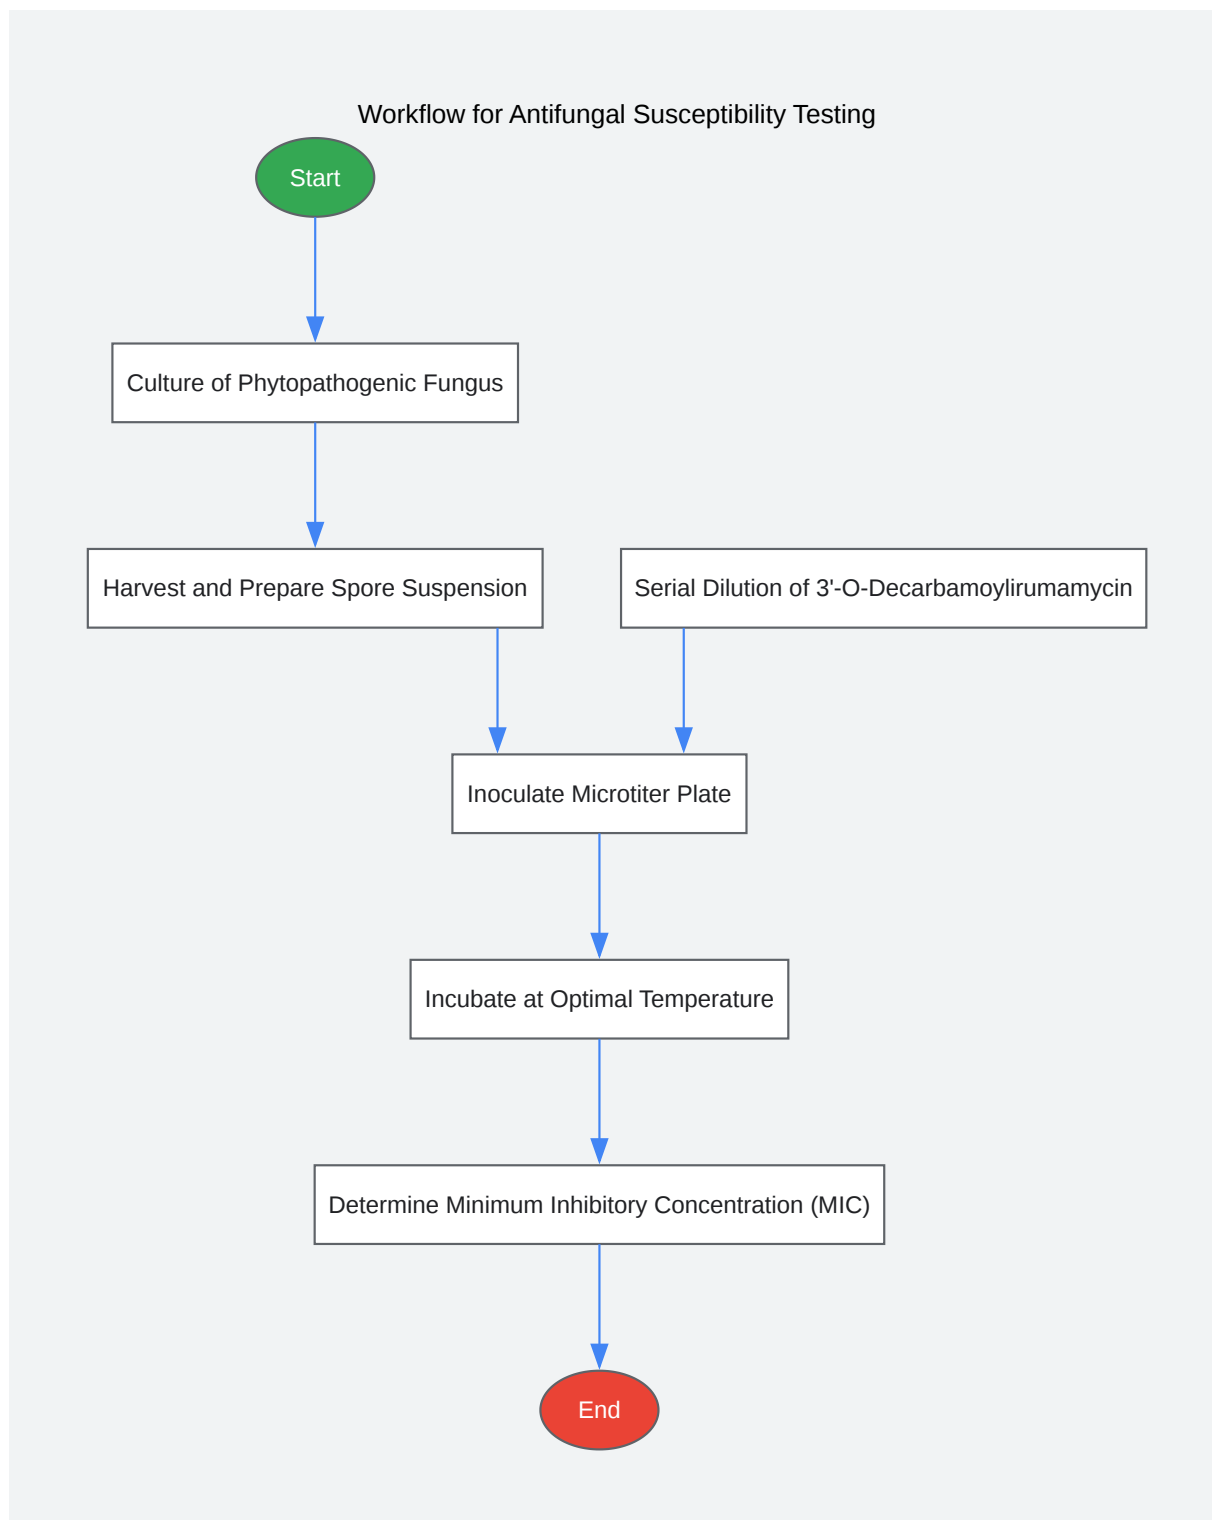 Workflow for Antifungal Susceptibility Testing
Start
Culture of Phytopathogenic Fungus
Harvest and Prepare Spore Suspension
Serial Dilution of 3'-O-Decarbamoylirumamycin
Inoculate Microtiter Plate
Incubate at Optimal Temperature
Determine Minimum Inhibitory Concentration (MIC)
End